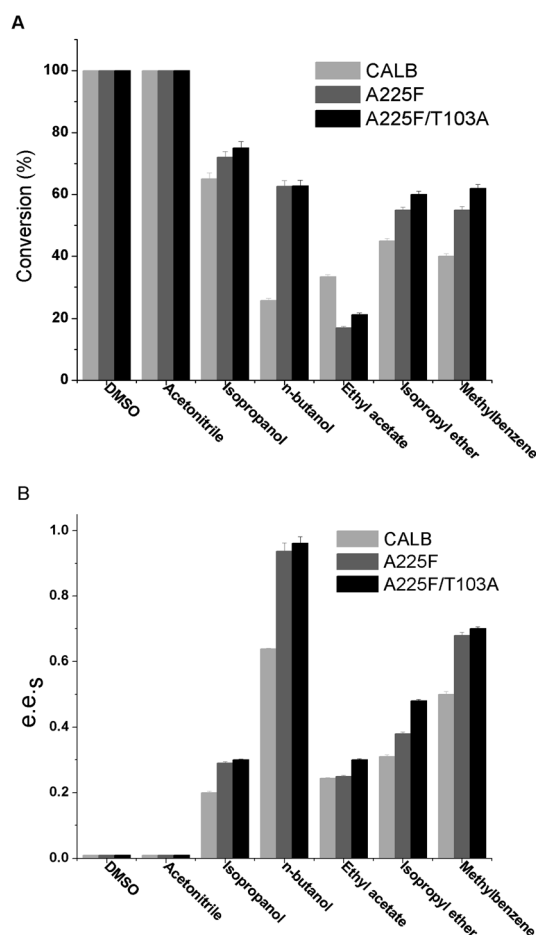 A
CALB
A225F
A225F/T103A
Conversion (%)
100
80
60
40
20
0
DMSO
Acetonitrile
Isopropanol
n-butanol
Ethyl acetate
Isopropyl ether
Methylbenzene
B
CALB
A225F
A225F/T103A
e.e.s
1.0
0.8
0.6
0.4
0.2
0.0
DMSO
Acetonitrile
Isopropanol
n-butanol
Ethyl acetate
Isopropyl ether
Methylbenzene